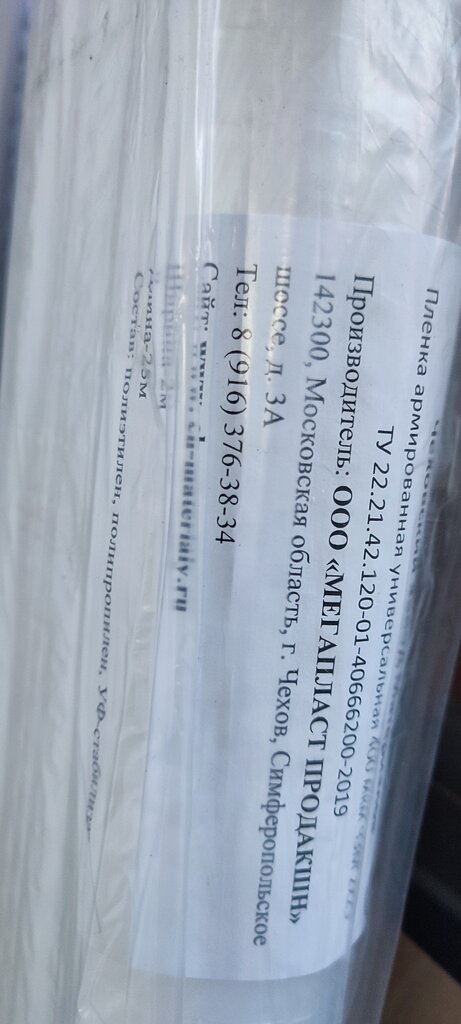 Пленка армированная универсальная
ТУ 22.21.42.120-01-40666200-2019
Производитель: ООО «МЕГАПЛАСТ ПРОДАКШН»
142300, Московская область, г. Чехов, Симферопольское
шоссе, д. 3А
Тел: 8 (916) 376-38-34
Сайт:
Ширина-2м
Длина-25м
Состав: полиэтилен, полипропилен, УФ-стабилизатор